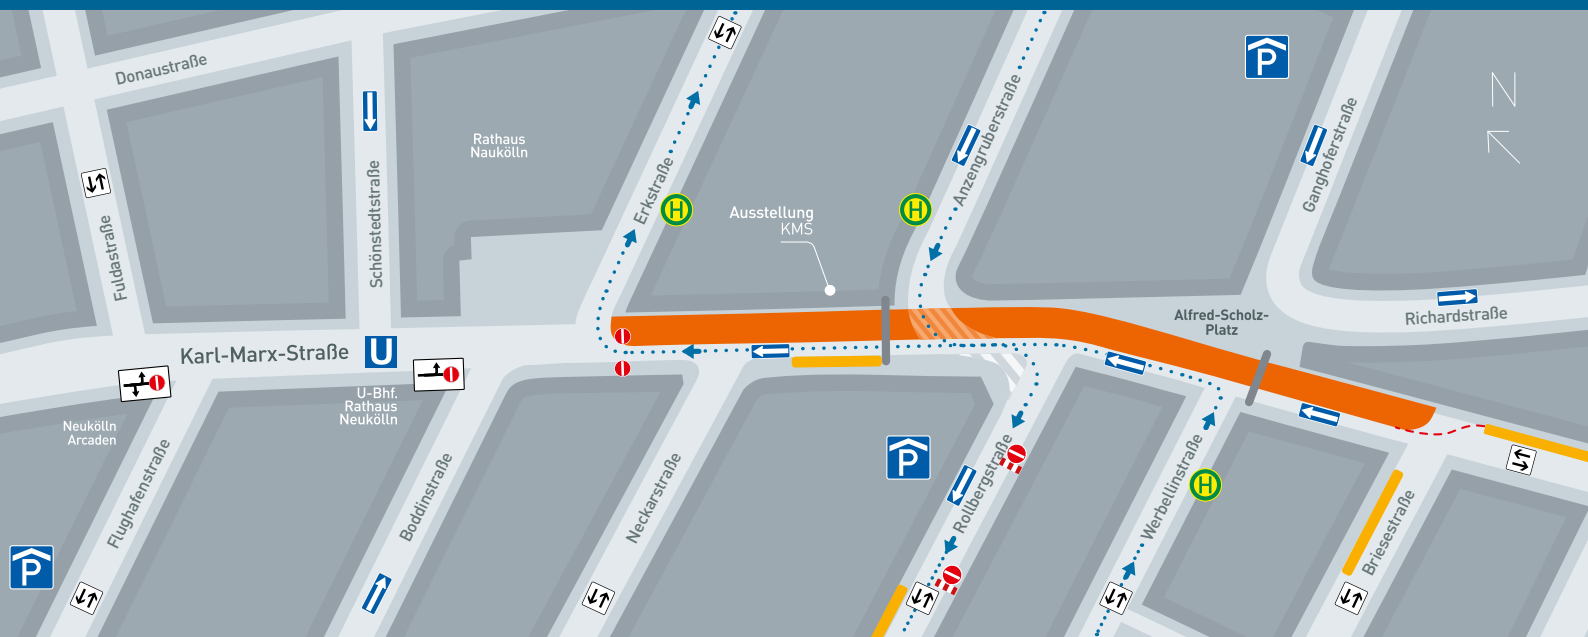 Donaustraße
Fuldastraße
Schönstedtstraße
Rathaus
Naukölln
Erkstraße
H
Ausstellung
KMS
H
Anzengruberstraße
P
Ganghoferstraße
N
Richardstraße
Alfred-Scholz-
Platz
Karl-Marx-Straße
U
U-Bhf.
Rathaus
Neukölln
Neukölln
Arcaden
Flughafenstraße
P
Boddinstraße
Neckarstraße
P
Rollbergstraße
Werbellinstraße
H
Briesestraße